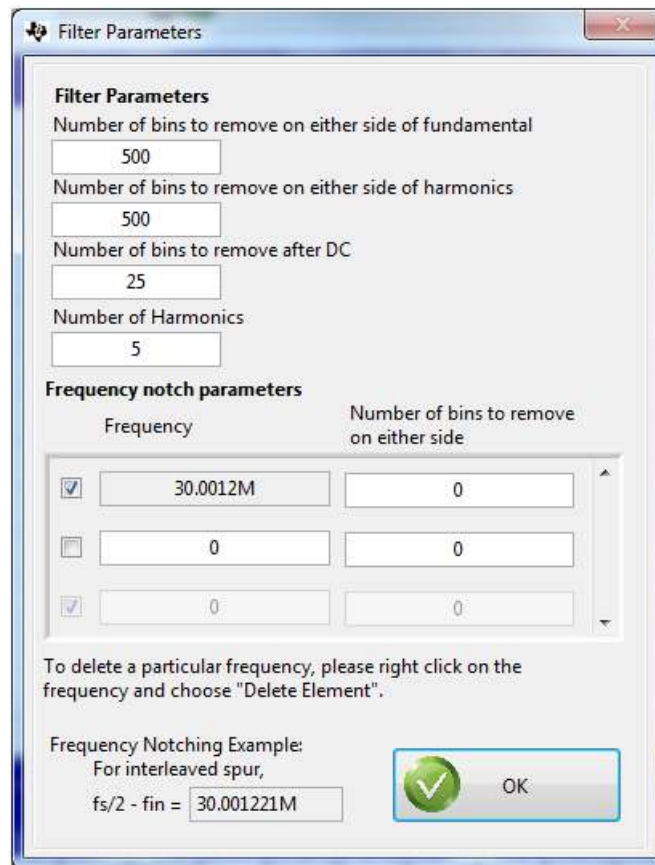 Filter Parameters
Filter Parameters
Number of bins to remove on either side of fundamental
500
Number of bins to remove on either side of harmonics
500
Number of bins to remove after DC
25
Number of Harmonics
5
Frequency notch parameters
Frequency
Number of bins to remove
on either side
30.0012M
0
0
0
0
0
To delete a particular frequency, please right click on the
frequency and choose "Delete Element".
Frequency Notching Example:
For interleaved spur,
fs/2 - fin = 30.001221M
OK